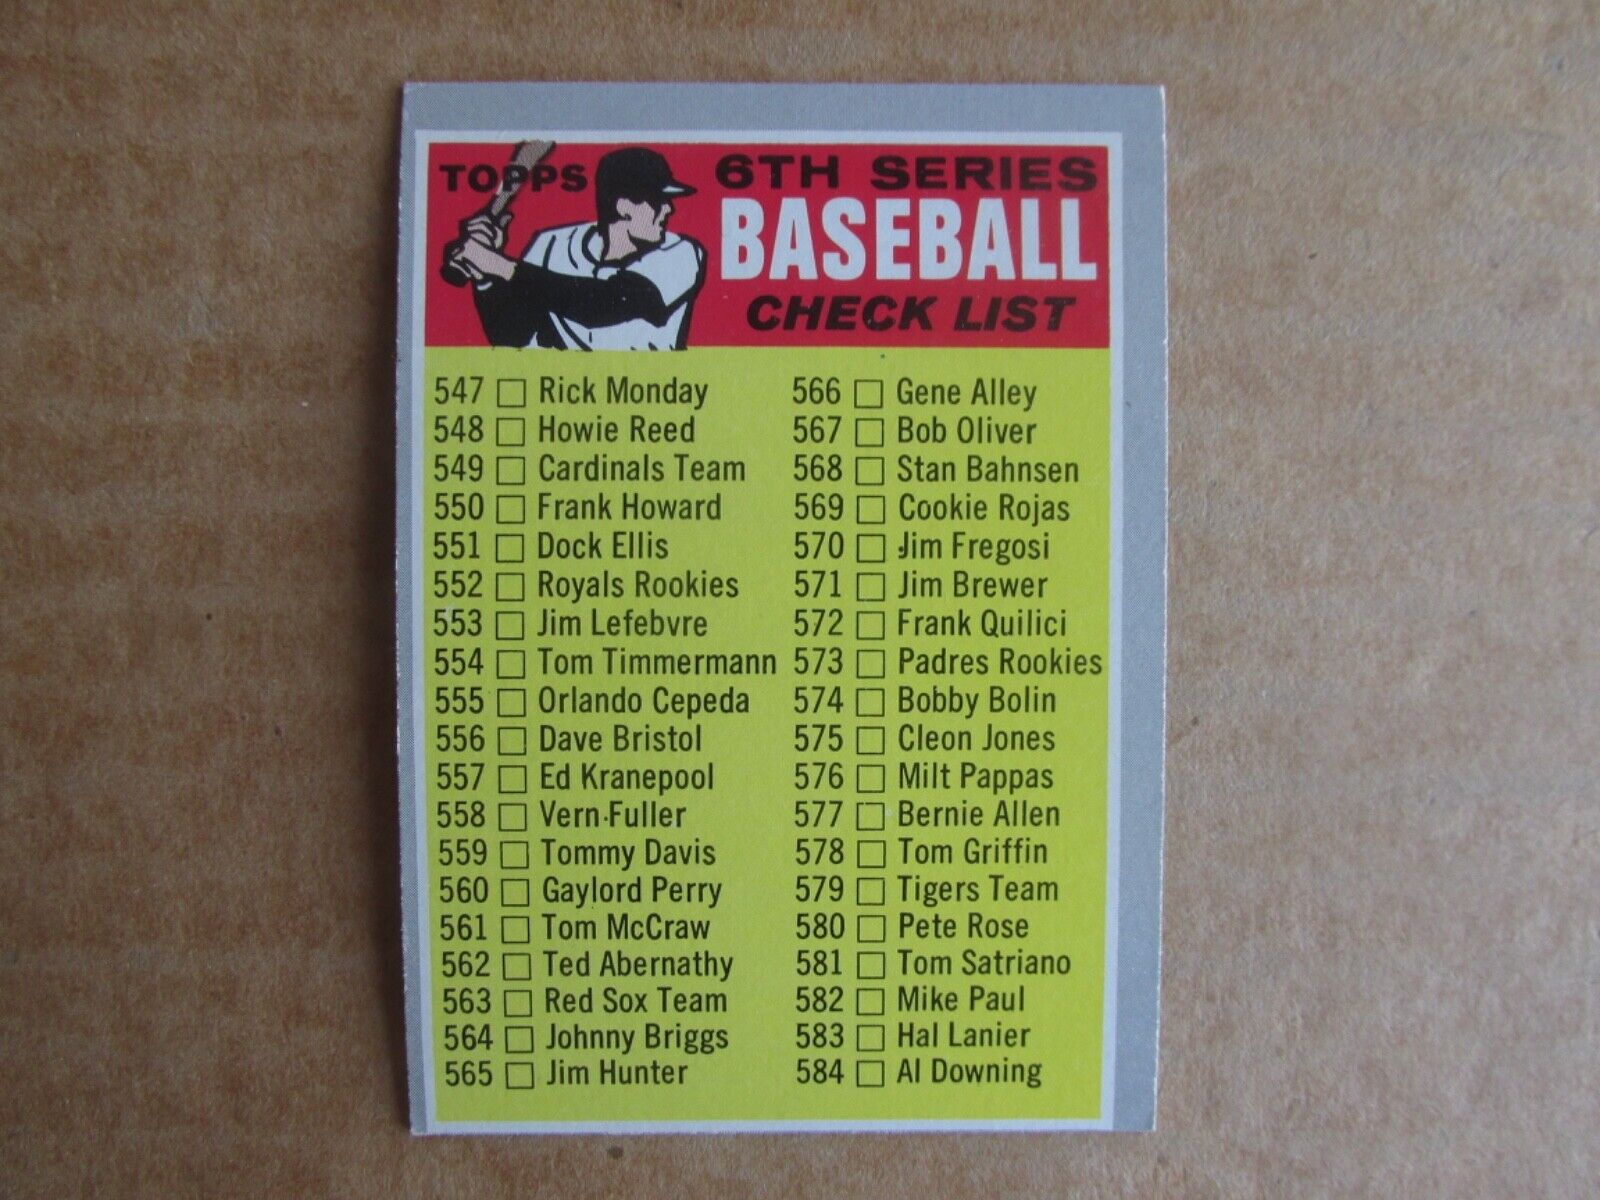 TOPPS
6TH SERIES
BASEBALL
CHECK LIST
547 Rick Monday
548 Howie Reed
549 Cardinals Team
550 Frank Howard
551 Dock Ellis
552 Royals Rookies
553 Jim Lefebvre
554 Tom Timmermann
555 Orlando Cepeda
556 Dave Bristol
557 Ed Kranepool
558 Vern Fuller
559 Tommy Davis
560 Gaylord Perry
561 Tom McCraw
562 Ted Abernathy
563 Red Sox Team
564 Johnny Briggs
565 Jim Hunter
566 Gene Alley
567 Bob Oliver
568 Stan Bahnsen
569 Cookie Rojas
570 Jim Fregosi
571 Jim Brewer
572 Frank Quilici
573 Padres Rookies
574 Bobby Bolin
575 Cleon Jones
576 Milt Pappas
577 Bernie Allen
578 Tom Griffin
579 Tigers Team
580 Pete Rose
581 Tom Satriano
582 Mike Paul
583 Hal Lanier
584 Al Downing